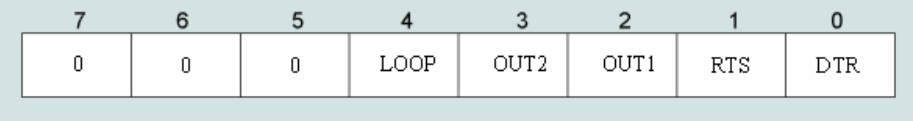 7 6 5 4 3 2 1 0
0 0 0 LOOP OUT2 OUT1 RTS DTR